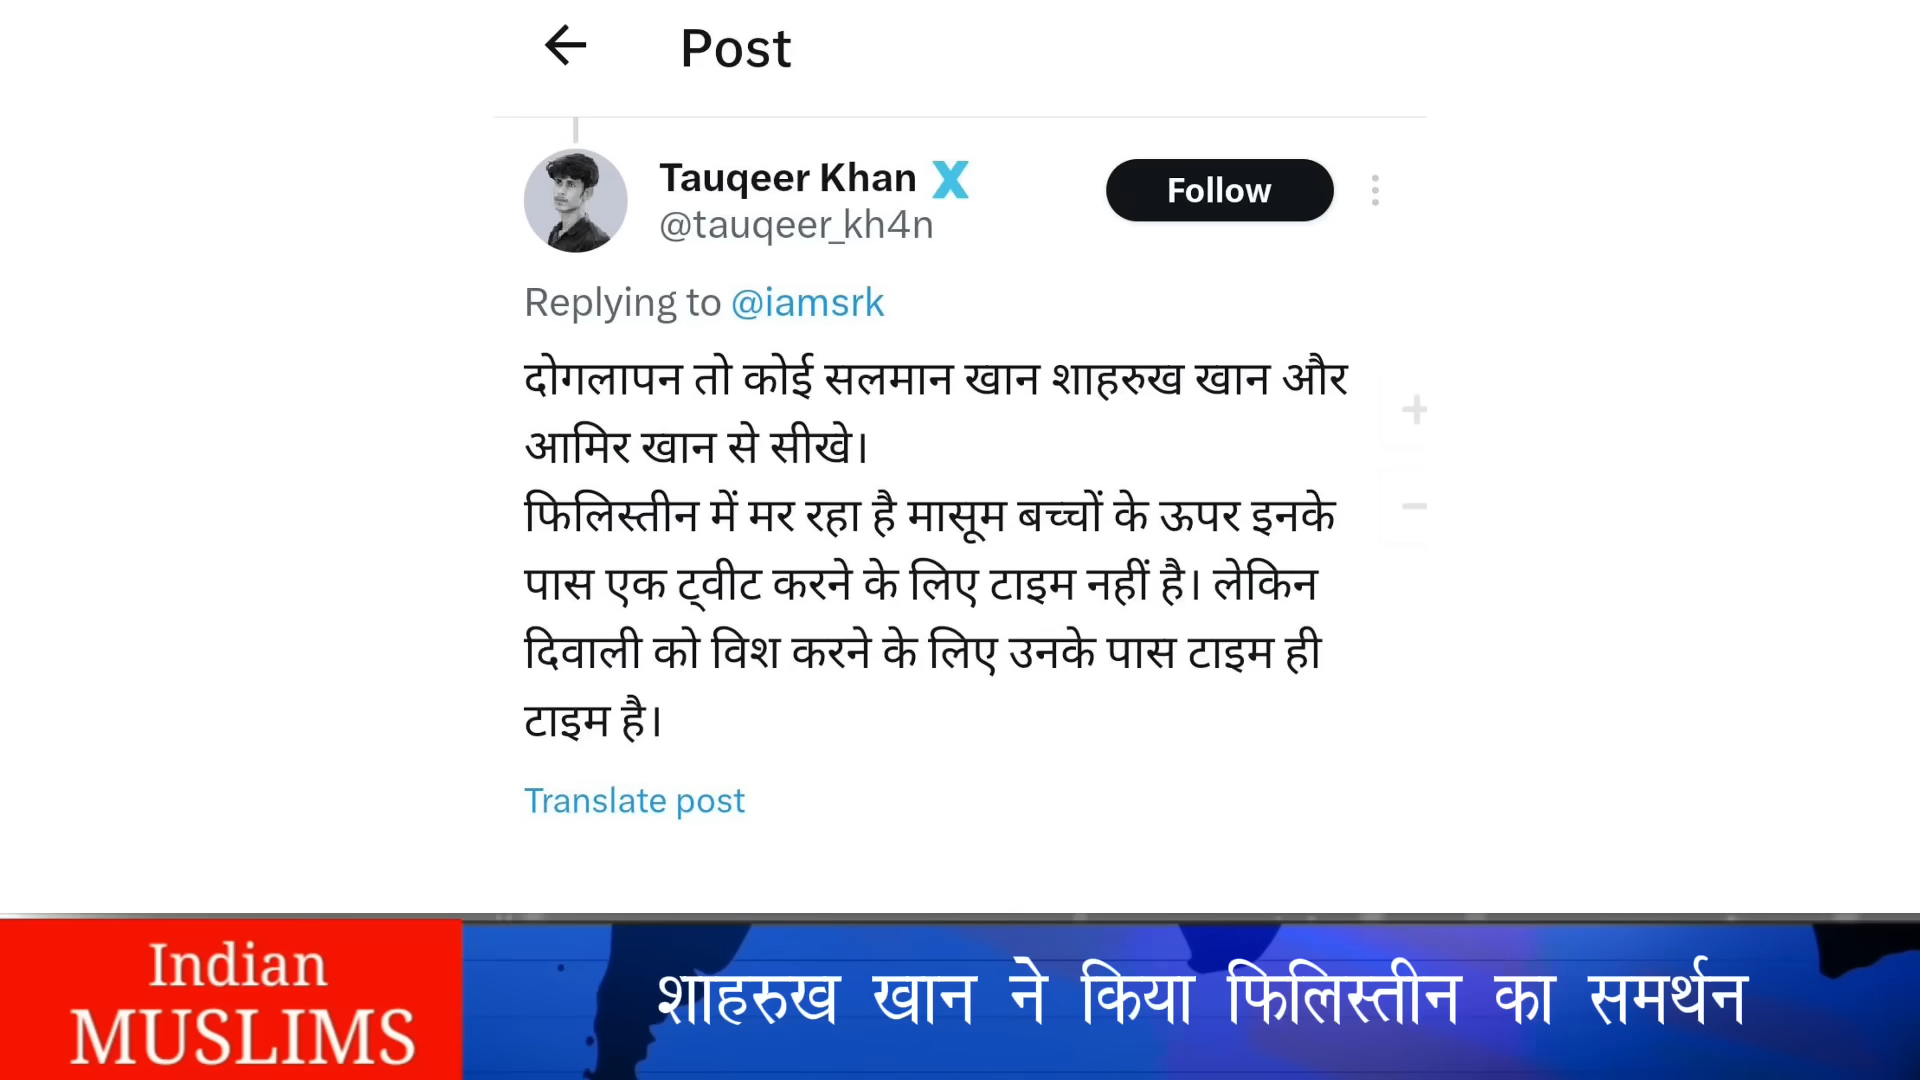 Post
Tauqeer Khan X
@tauqeer_kh4n
Follow
Replying to @iamsrk
दोगलापन तो कोई सलमान खान शाहरुख खान और
आमिर खान से सीखे।
फिलिस्तीन में मर रहा है मासूम बच्चों के ऊपर इनके
पास एक ट्वीट करने के लिए टाइम नहीं है। लेकिन
दिवाली को विश करने के लिए उनके पास टाइम ही
टाइम है।
Translate post
Indian
MUSLIMS
शाहरुख खान ने किया फिलिस्तीन का समर्थन